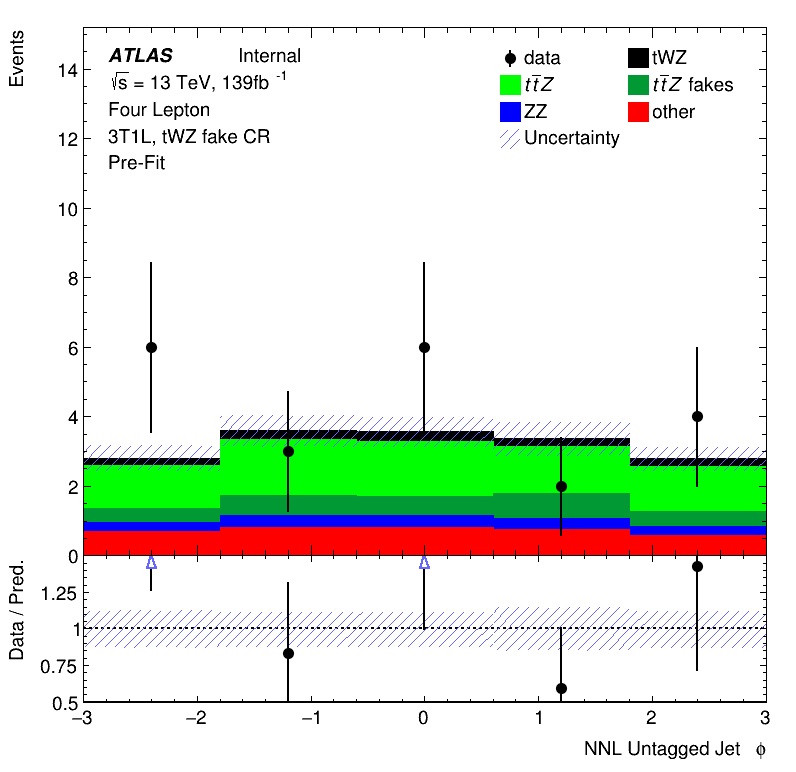 Events
14
12
10
8
6
4
2
0
ATLAS Internal
√s = 13 TeV, 139fb⁻¹
Four Lepton
3T1L, tWZ fake CR
Pre-Fit
data
tWZ
tt̄Z
tt̄Z fakes
ZZ
other
Uncertainty
Data / Pred.
1.25
1
0.75
0.5
−3 −2 −1 0 1 2 3
NNL Untagged Jet ϕ